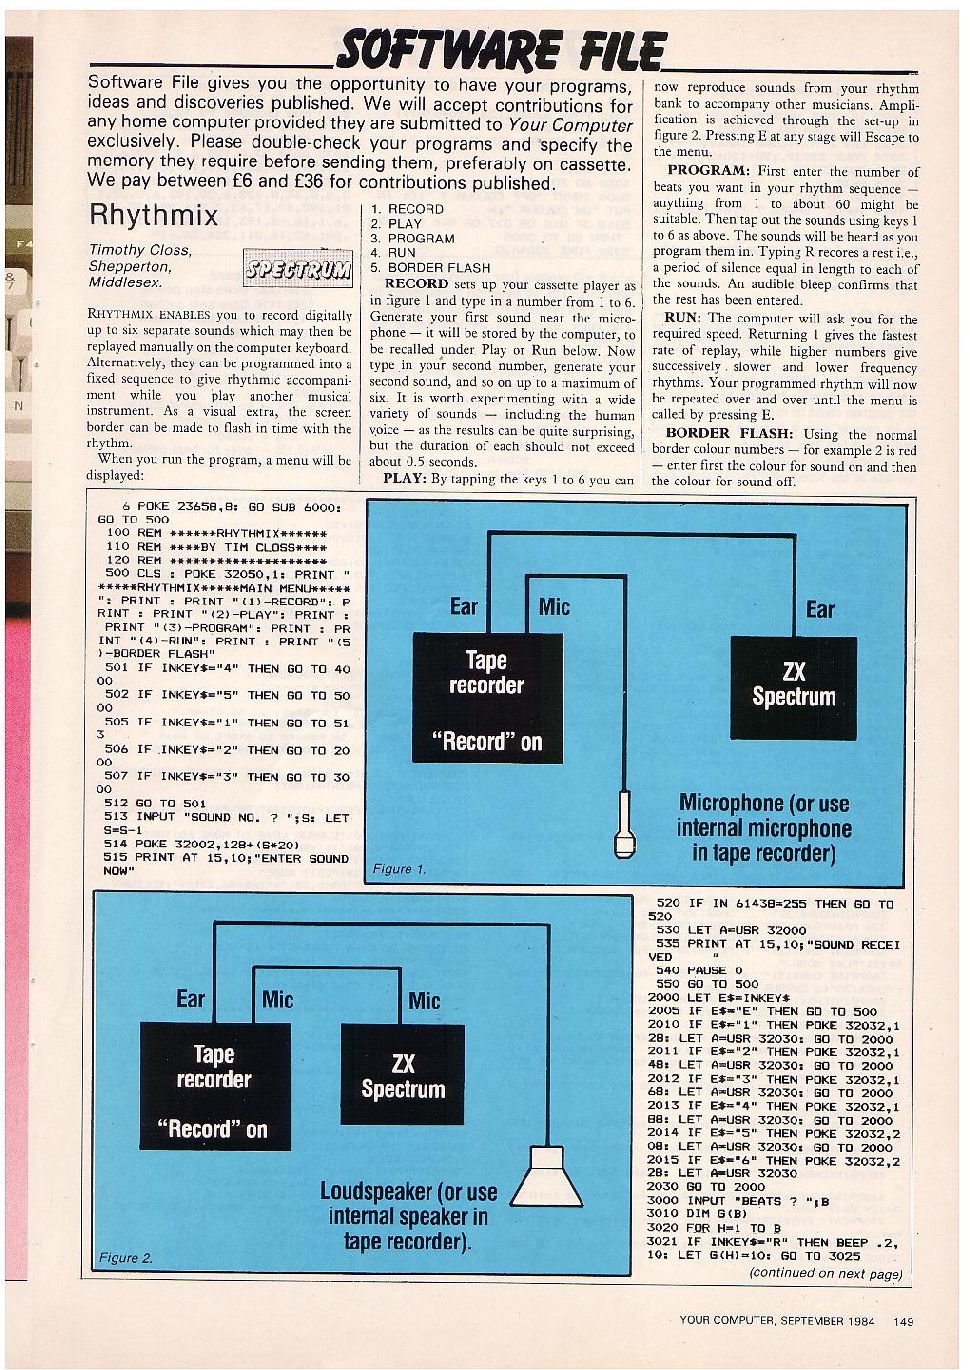 SOFTWARE FILE
Software File gives you the opportunity to have your programs,
ideas and discoveries published. We will accept contributions for
any home computer provided they are submitted to Your Computer
exclusively. Please double-check your programs and specify the
memory they require before sending them, preferably on cassette.
We pay between £6 and £36 for contributions published.
Rhythmix
Timothy Closs,
Shepperton,
Middlesex.
SPECTRUM
RHYTHMIX ENABLES you to record digitally
up to six separate sounds which may then be
replayed manually on the computer keyboard.
Alternatively, they can be programmed into a
fixed sequence to give rhythmic accompani-
ment while you play another musical
instrument. As a visual extra, the screen
border can be made to flash in time with the
rhythm.
When you run the program, a menu will be
displayed:
1. RECORD
2. PLAY
3. PROGRAM
4. RUN
5. BORDER FLASH
RECORD sets up your cassette player as
in figure 1 and type in a number from 1 to 6.
Generate your first sound near the micro-
phone — it will be stored by the computer, to
be recalled under Play or Run below. Now
type in your second number, generate your
second sound, and so on up to a maximum of
six. It is worth experimenting with a wide
variety of sounds — including the human
voice — as the results can be quite surprising,
but the duration of each should not exceed
about 0.5 seconds.
PLAY: By tapping the keys 1 to 6 you can
now reproduce sounds from your rhythm
bank to accompany other musicians. Ampli-
fication is achieved through the set-up in
figure 2. Pressing E at any stage will Escape to
the menu.
PROGRAM: First enter the number of
beats you want in your rhythm sequence —
anything from 1 to about 60 might be
suitable. Then tap out the sounds using keys 1
to 6 as above. The sounds will be heard as you
program them in. Typing R records a rest i.e.,
a period of silence equal in length to each of
the sounds. An audible bleep confirms that
the rest has been entered.
RUN: The computer will ask you for the
required speed. Returning 1 gives the fastest
rate of replay, while higher numbers give
successively slower and lower frequency
rhythms. Your programmed rhythm will now
be repeated over and over until the menu is
called by pressing E.
BORDER FLASH: Using the normal
border colour numbers — for example 2 is red
— enter first the colour for sound on and then
the colour for sound off.
6 POKE 23658,8: GO SUB 6000:
GO TO 500
100 REM ******RHYTHMIX******
110 REM ****BY TIM CLOSS****
120 REM ********************
500 CLS : POKE 32050,1: PRINT "
*****RHYTHMIX*****MAIN MENU*****
": PRINT : PRINT "(1)-RECORD": P
RINT : PRINT "(2)-PLAY": PRINT :
PRINT "(3)-PROGRAM": PRINT : PR
INT "(4)-RUN": PRINT : PRINT "(5
)-BORDER FLASH"
501 IF INKEY$="4" THEN GO TO 40
00
502 IF INKEY$="5" THEN GO TO 50
00
505 IF INKEY$="1" THEN GO TO 51
3
506 IF INKEY$="2" THEN GO TO 20
00
507 IF INKEY$="3" THEN GO TO 30
00
512 GO TO 501
513 INPUT "SOUND NO. ? ";S: LET
S=S-1
514 POKE 32002,128+(S*20)
515 PRINT AT 15,10;"ENTER SOUND
NOW"
Ear
Mic
Ear
Tape
recorder
"Record" on
ZX
Spectrum
Microphone (or use
internal microphone
in tape recorder)
Figure 1.
Ear
Mic
Mic
Tape
recorder
"Record" on
ZX
Spectrum
Loudspeaker (or use
internal speaker in
tape recorder).
Figure 2.
520 IF IN 61438=255 THEN GO TO
520
530 LET A=USR 32000
535 PRINT AT 15,10;"SOUND RECEI
VED "
540 PAUSE 0
550 GO TO 500
2000 LET E$=INKEY$
2005 IF E$="E" THEN GO TO 500
2010 IF E$="1" THEN POKE 32032,1
28: LET A=USR 32030: GO TO 2000
2011 IF E$="2" THEN POKE 32032,1
48: LET A=USR 32030: GO TO 2000
2012 IF E$="3" THEN POKE 32032,1
68: LET A=USR 32030: GO TO 2000
2013 IF E$="4" THEN POKE 32032,1
88: LET A=USR 32030: GO TO 2000
2014 IF E$="5" THEN POKE 32032,2
08: LET A=USR 32030: GO TO 2000
2015 IF E$="6" THEN POKE 32032,2
28: LET A=USR 32030
2030 GO TO 2000
3000 INPUT "BEATS ? ";B
3010 DIM G(B)
3020 FOR H=1 TO B
3021 IF INKEY$="R" THEN BEEP .2,
10: LET G(H)=10: GO TO 3025
(continued on next page)
YOUR COMPUTER, SEPTEMBER 1984 149
F4
&
7
N